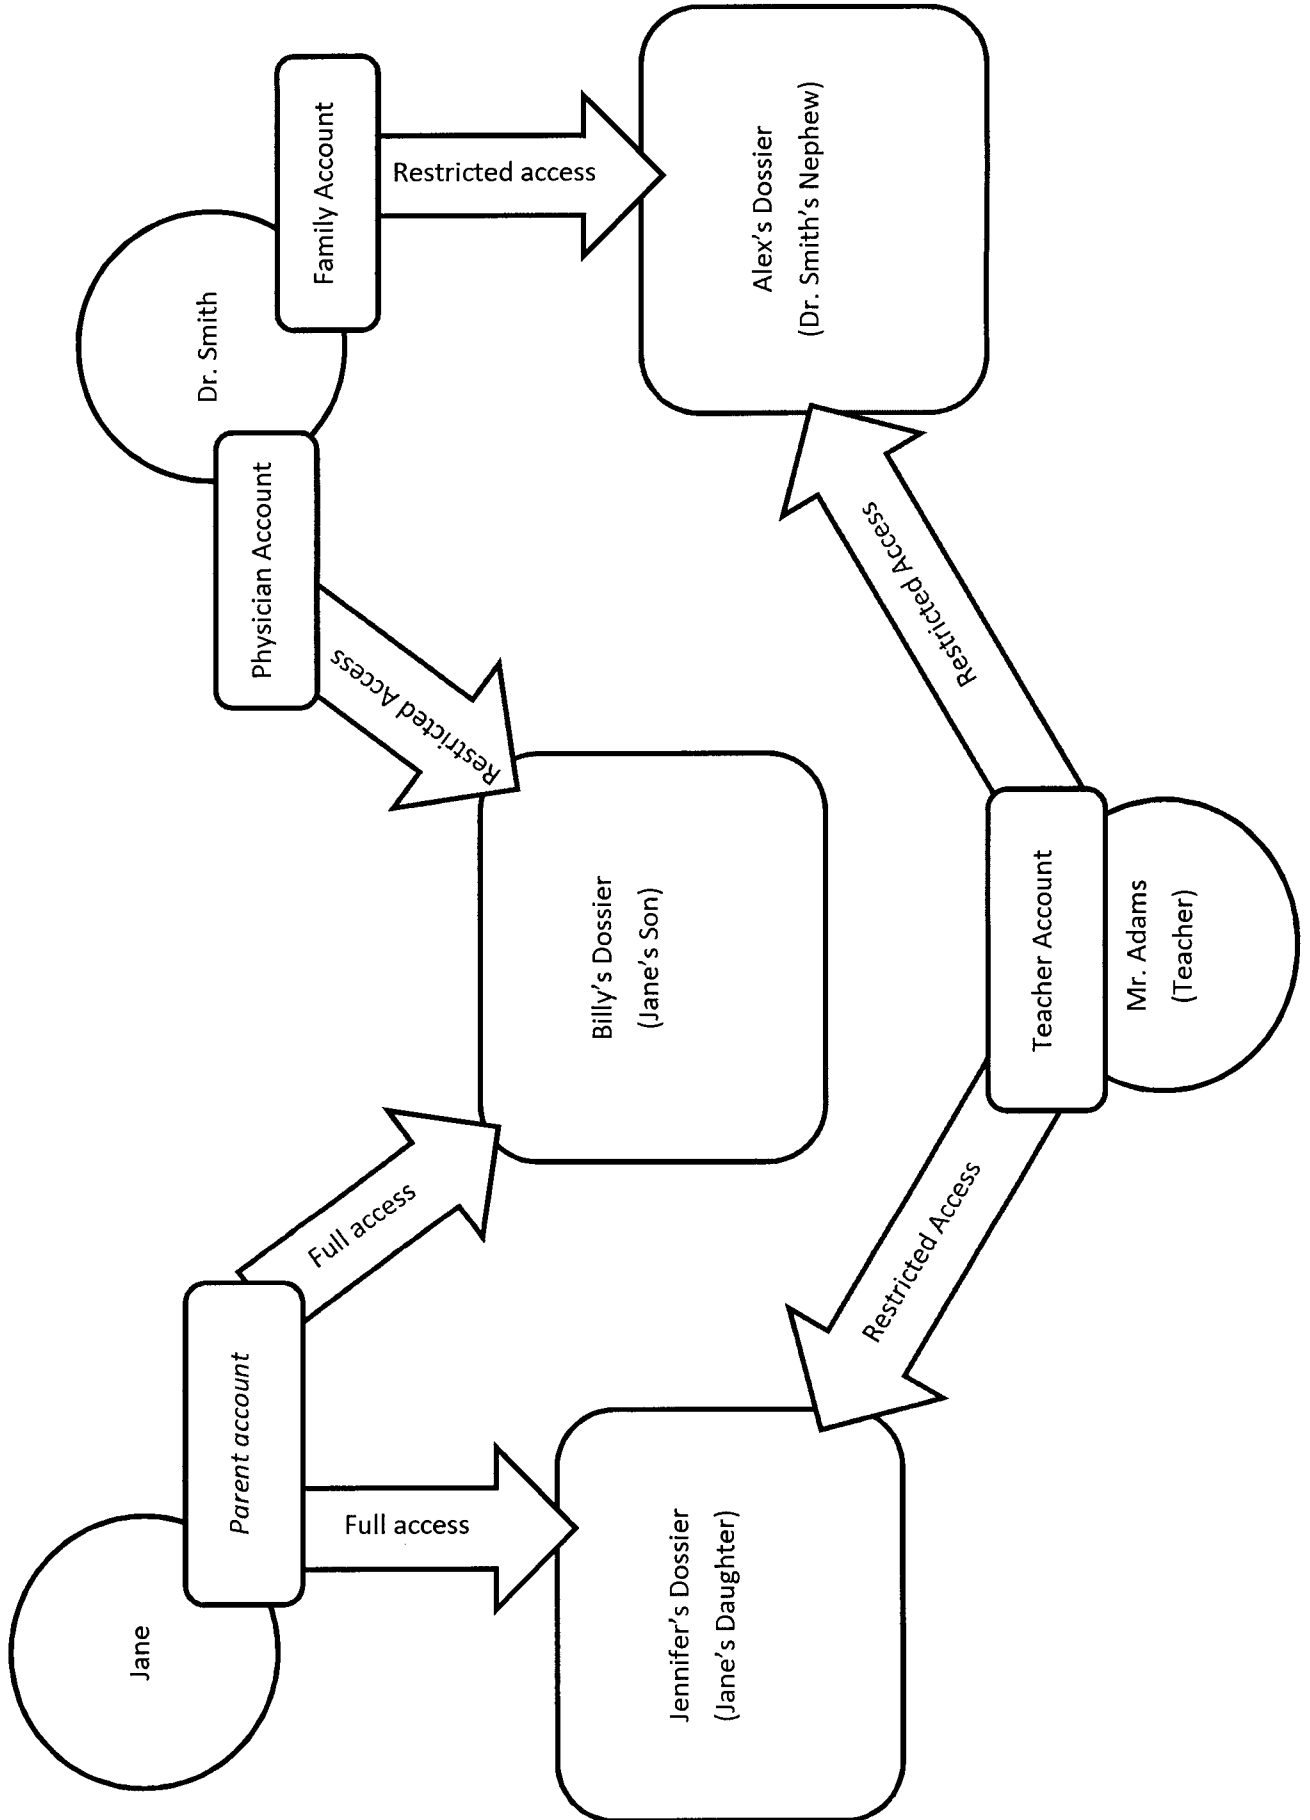 Jane
Parent account
Full access
Full access
Jennifer's Dossier
(Jane's Daughter)
Billy's Dossier
(Jane's Son)
Dr. Smith
Physician Account
Family Account
Restricted Access
Restricted access
Alex's Dossier
(Dr. Smith's Nephew)
Restricted Access
Restricted Access
Teacher Account
Mr. Adams
(Teacher)